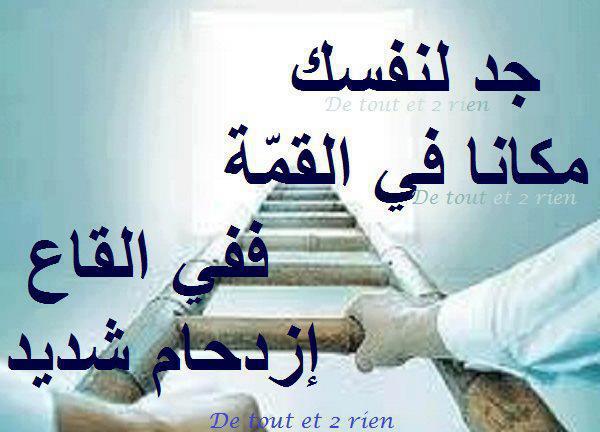 جد لنفسك
De tout et 2 rien
مكانا في القمّة
De tout et 2 rien
ففي القاع
إزدحام شديد
De tout et 2 rien